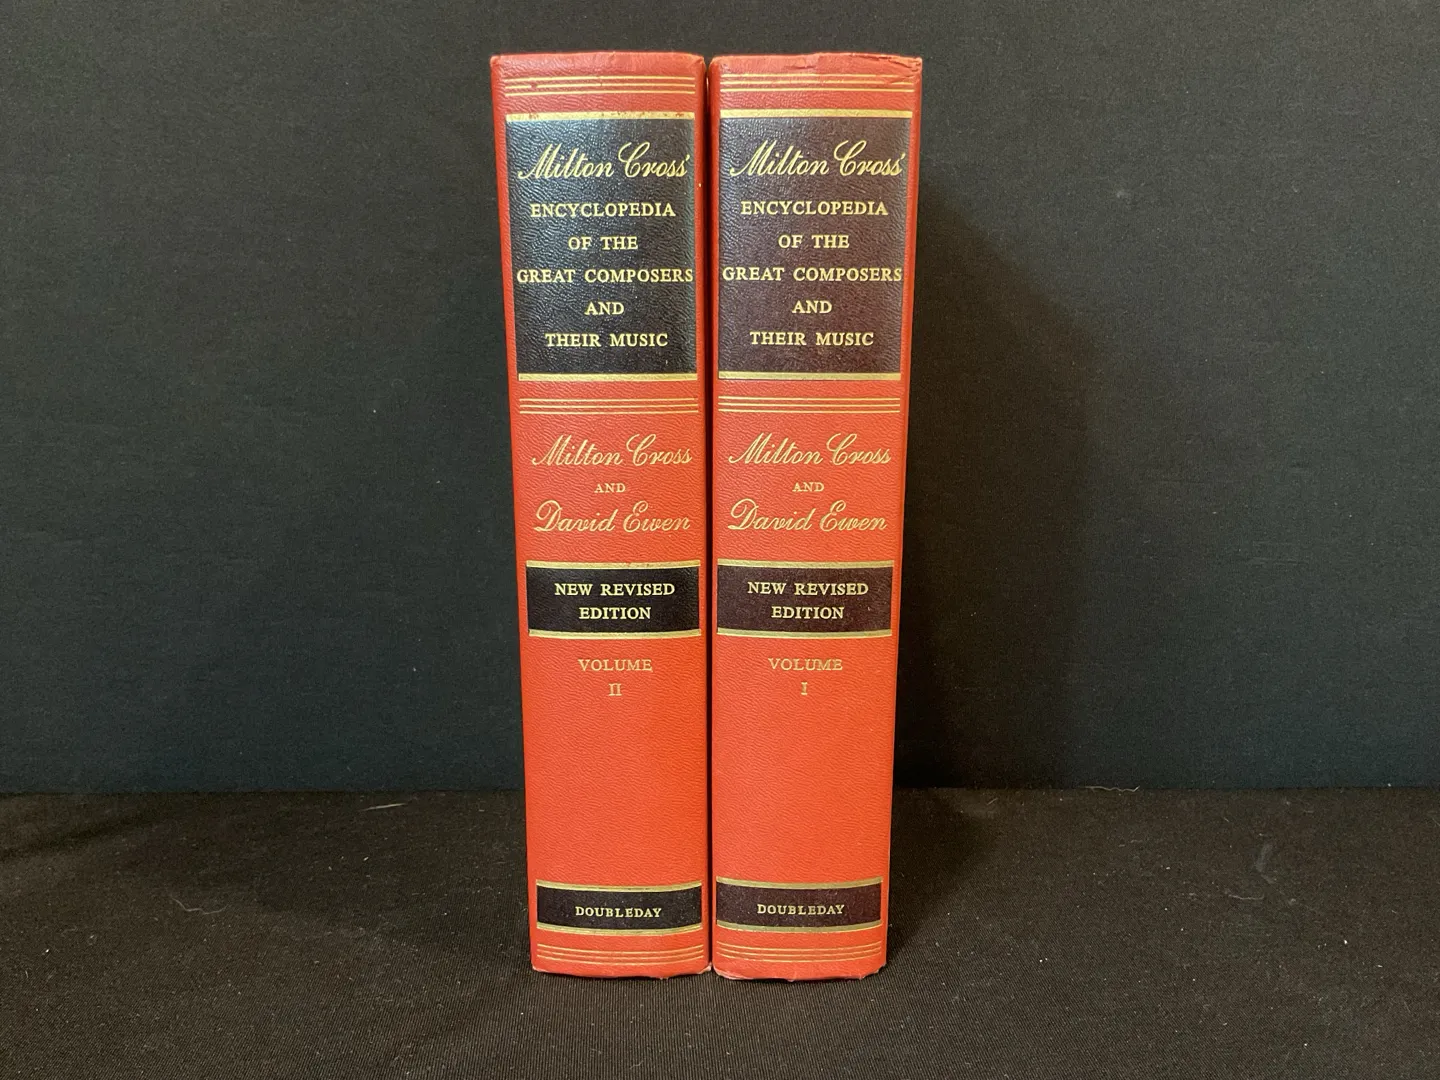 Milton Cross'
ENCYCLOPEDIA
OF THE
GREAT COMPOSERS
AND
THEIR MUSIC
Milton Cross
AND
David Ewen
NEW REVISED
EDITION
VOLUME
II
DOUBLEDAY
Milton Cross'
ENCYCLOPEDIA
OF THE
GREAT COMPOSERS
AND
THEIR MUSIC
Milton Cross
AND
David Ewen
NEW REVISED
EDITION
VOLUME
I
DOUBLEDAY